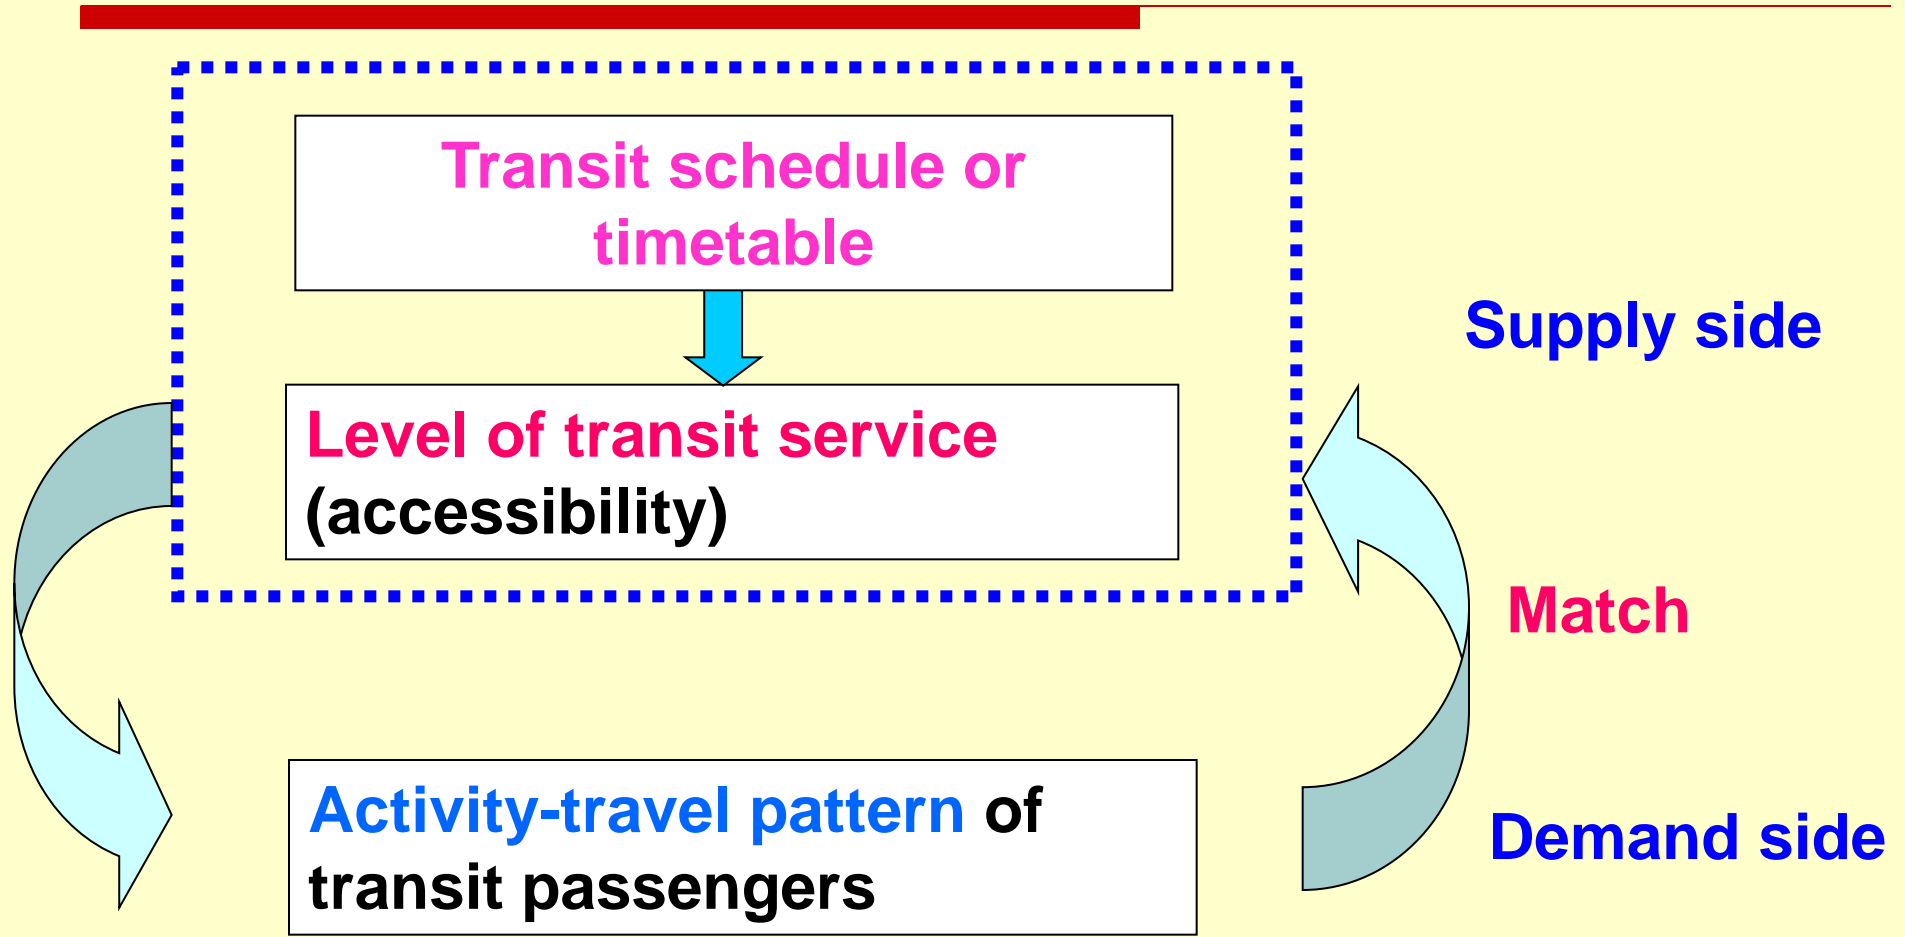 Transit schedule or
timetable
Supply side
Level of transit service
(accessibility)
Match
Activity-travel pattern of
transit passengers
Demand side